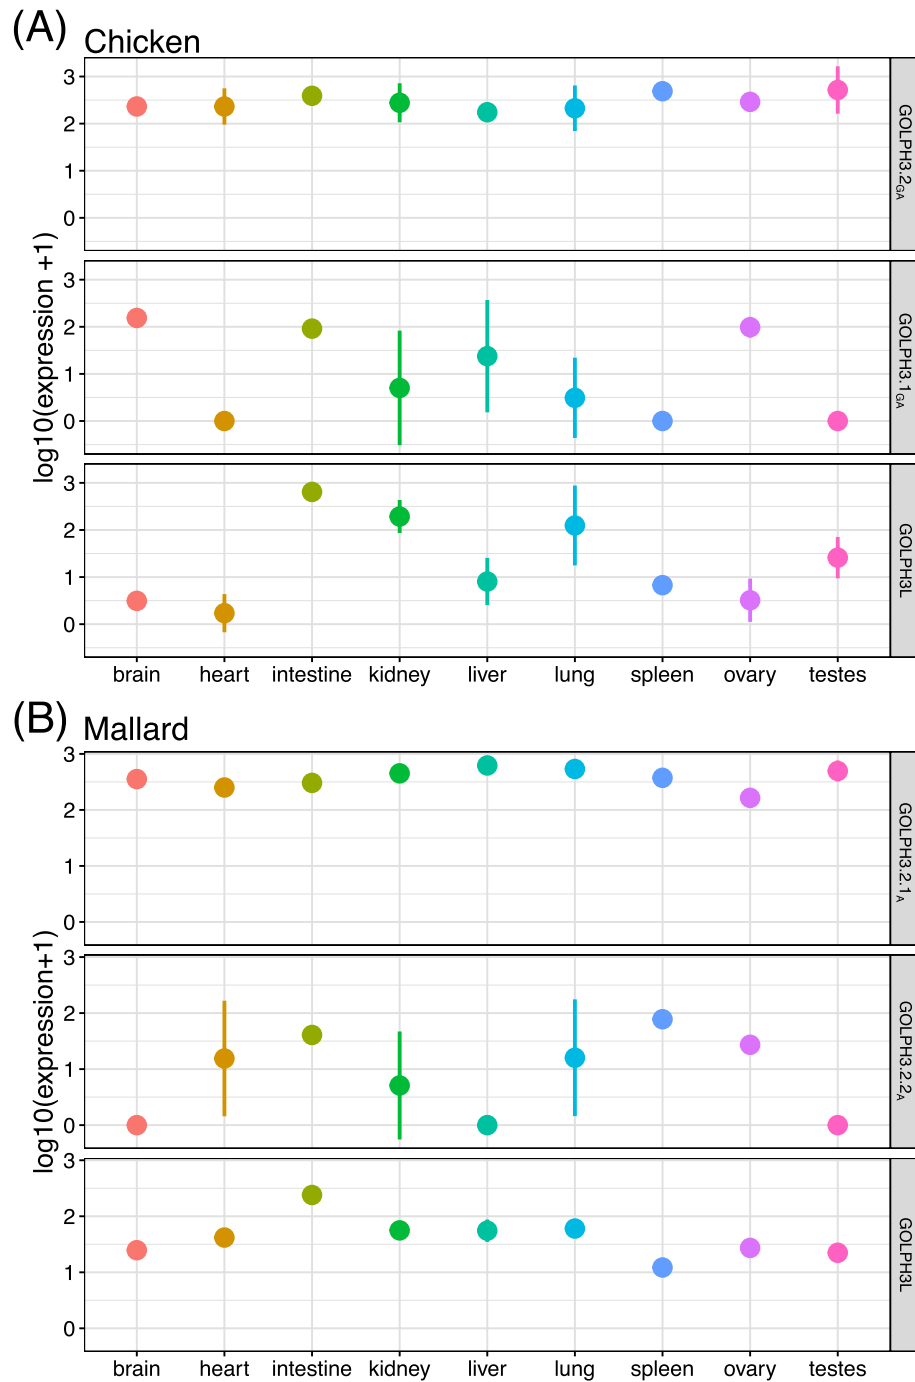 (A)
Chicken
log10(expression +1)
3
2
1
0
GOLPH3.2GA
3
2
1
0
GOLPH3.1GA
3
2
1
0
GOLPH3L
brain heart intestine kidney liver lung spleen ovary testes
(B)
Mallard
log10(expression+1)
3
2
1
0
GOLPH3.2.1A
3
2
1
0
GOLPH3.2.2A
3
2
1
0
GOLPH3L
brain heart intestine kidney liver lung spleen ovary testes